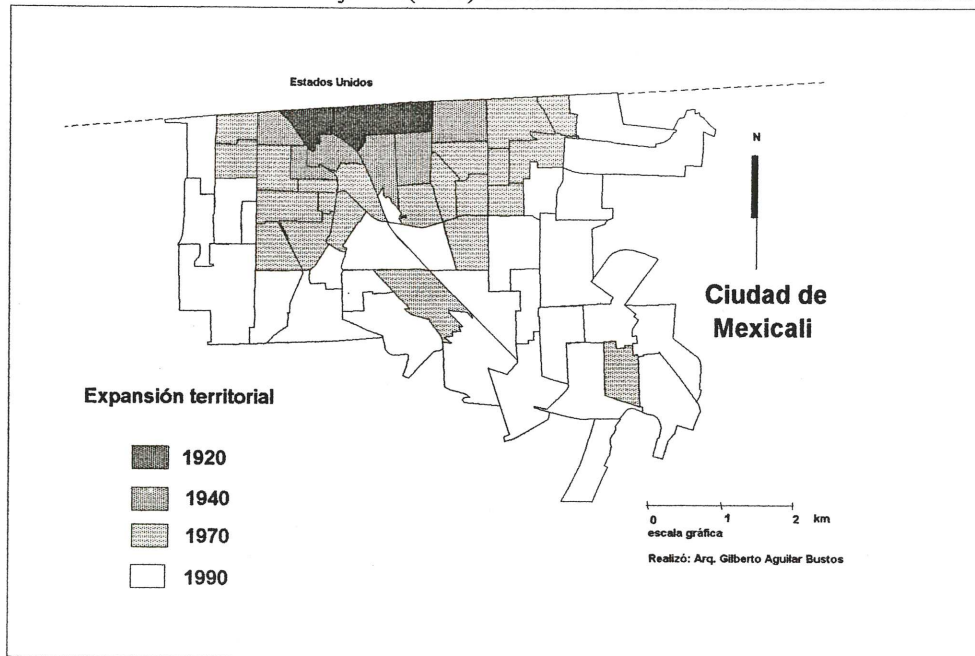 Estados Unidos
N
Ciudad de
Mexicali
Expansión territorial
1920
1940
1970
1990
0 1 2 km
escala gráfica
Realizó: Arq. Gilberto Aguilar Bustos